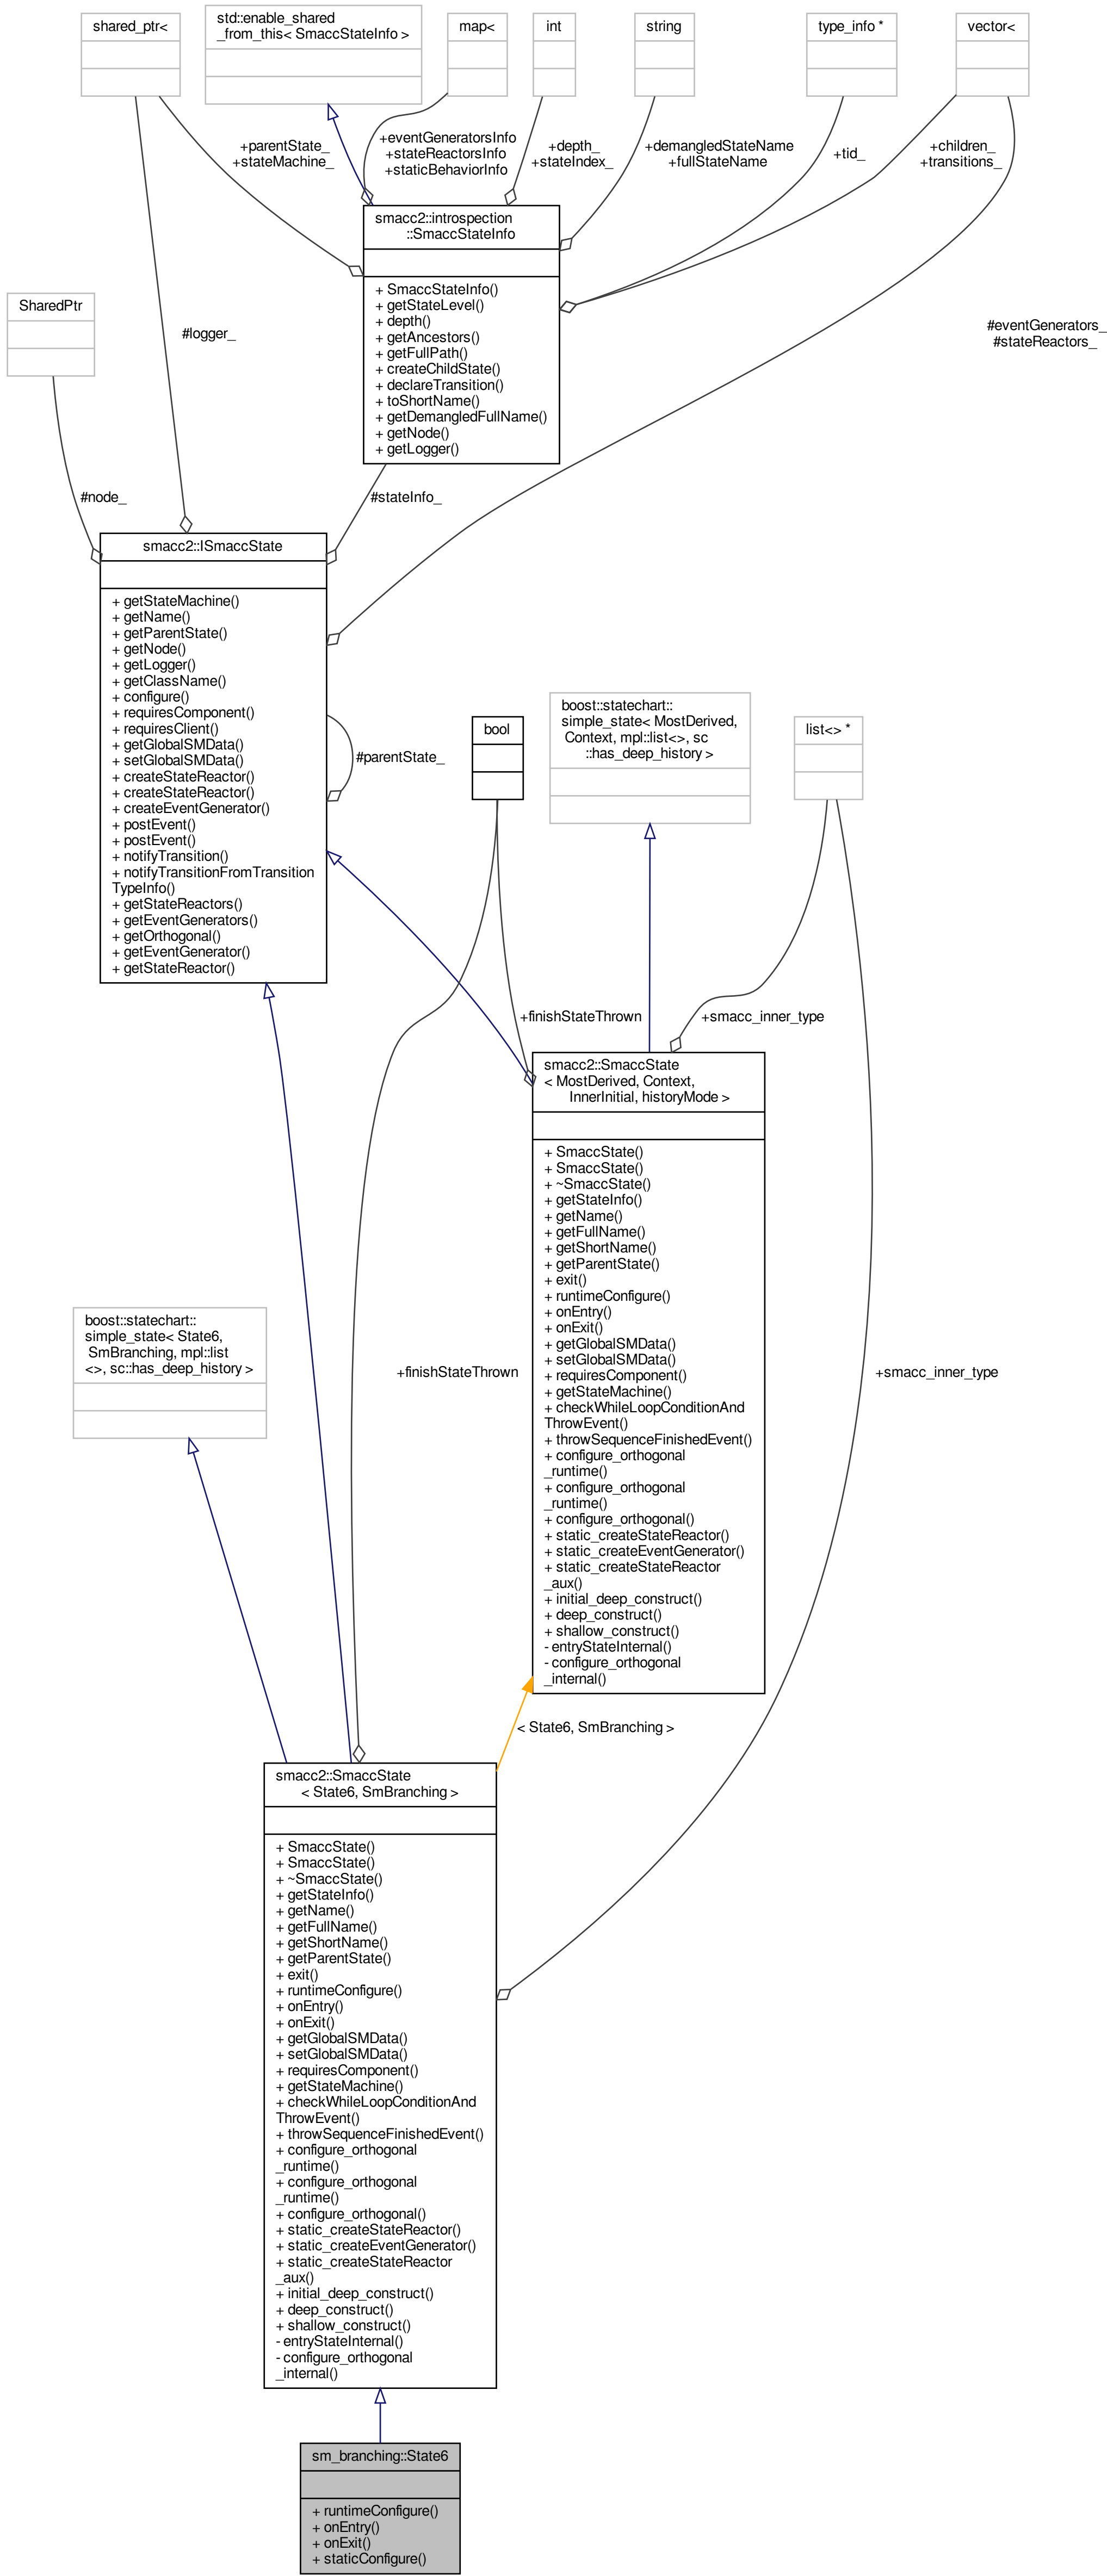 shared_ptr<
std::enable_shared
_from_this< SmaccStateInfo >
map<
int
string
type_info *
vector<
+parentState_
+stateMachine_
+eventGeneratorsInfo
+stateReactorsInfo
+staticBehaviorInfo
+depth_
+stateIndex_
+demangledStateName
+fullStateName
+tid_
+children_
+transitions_
smacc2::introspection
::SmaccStateInfo
+ SmaccStateInfo()
+ getStateLevel()
+ depth()
+ getAncestors()
+ getFullPath()
+ createChildState()
+ declareTransition()
+ toShortName()
+ getDemangledFullName()
+ getNode()
+ getLogger()
SharedPtr
#logger_
#eventGenerators_
#stateReactors_
#node_
#stateInfo_
smacc2::ISmaccState
+ getStateMachine()
+ getName()
+ getParentState()
+ getNode()
+ getLogger()
+ getClassName()
+ configure()
+ requiresComponent()
+ requiresClient()
+ getGlobalSMData()
+ setGlobalSMData()
+ createStateReactor()
+ createStateReactor()
+ createEventGenerator()
+ postEvent()
+ postEvent()
+ notifyTransition()
+ notifyTransitionFromTransition
TypeInfo()
+ getStateReactors()
+ getEventGenerators()
+ getOrthogonal()
+ getEventGenerator()
+ getStateReactor()
#parentState_
bool
boost::statechart::
simple_state< MostDerived,
Context, mpl::list<>, sc
::has_deep_history >
list<> *
+finishStateThrown
+smacc_inner_type
smacc2::SmaccState
< MostDerived, Context,
InnerInitial, historyMode >
+ SmaccState()
+ SmaccState()
+ ~SmaccState()
+ getStateInfo()
+ getName()
+ getFullName()
+ getShortName()
+ getParentState()
+ exit()
+ runtimeConfigure()
+ onEntry()
+ onExit()
+ getGlobalSMData()
+ setGlobalSMData()
+ requiresComponent()
+ getStateMachine()
+ checkWhileLoopConditionAnd
ThrowEvent()
+ throwSequenceFinishedEvent()
+ configure_orthogonal
_runtime()
+ configure_orthogonal
_runtime()
+ configure_orthogonal()
+ static_createStateReactor()
+ static_createEventGenerator()
+ static_createStateReactor
_aux()
+ initial_deep_construct()
+ deep_construct()
+ shallow_construct()
- entryStateInternal()
- configure_orthogonal
_internal()
boost::statechart::
simple_state< State6,
SmBranching, mpl::list
<>, sc::has_deep_history >
+finishStateThrown
+smacc_inner_type
< State6, SmBranching >
smacc2::SmaccState
< State6, SmBranching >
+ SmaccState()
+ SmaccState()
+ ~SmaccState()
+ getStateInfo()
+ getName()
+ getFullName()
+ getShortName()
+ getParentState()
+ exit()
+ runtimeConfigure()
+ onEntry()
+ onExit()
+ getGlobalSMData()
+ setGlobalSMData()
+ requiresComponent()
+ getStateMachine()
+ checkWhileLoopConditionAnd
ThrowEvent()
+ throwSequenceFinishedEvent()
+ configure_orthogonal
_runtime()
+ configure_orthogonal
_runtime()
+ configure_orthogonal()
+ static_createStateReactor()
+ static_createEventGenerator()
+ static_createStateReactor
_aux()
+ initial_deep_construct()
+ deep_construct()
+ shallow_construct()
- entryStateInternal()
- configure_orthogonal
_internal()
sm_branching::State6
+ runtimeConfigure()
+ onEntry()
+ onExit()
+ staticConfigure()